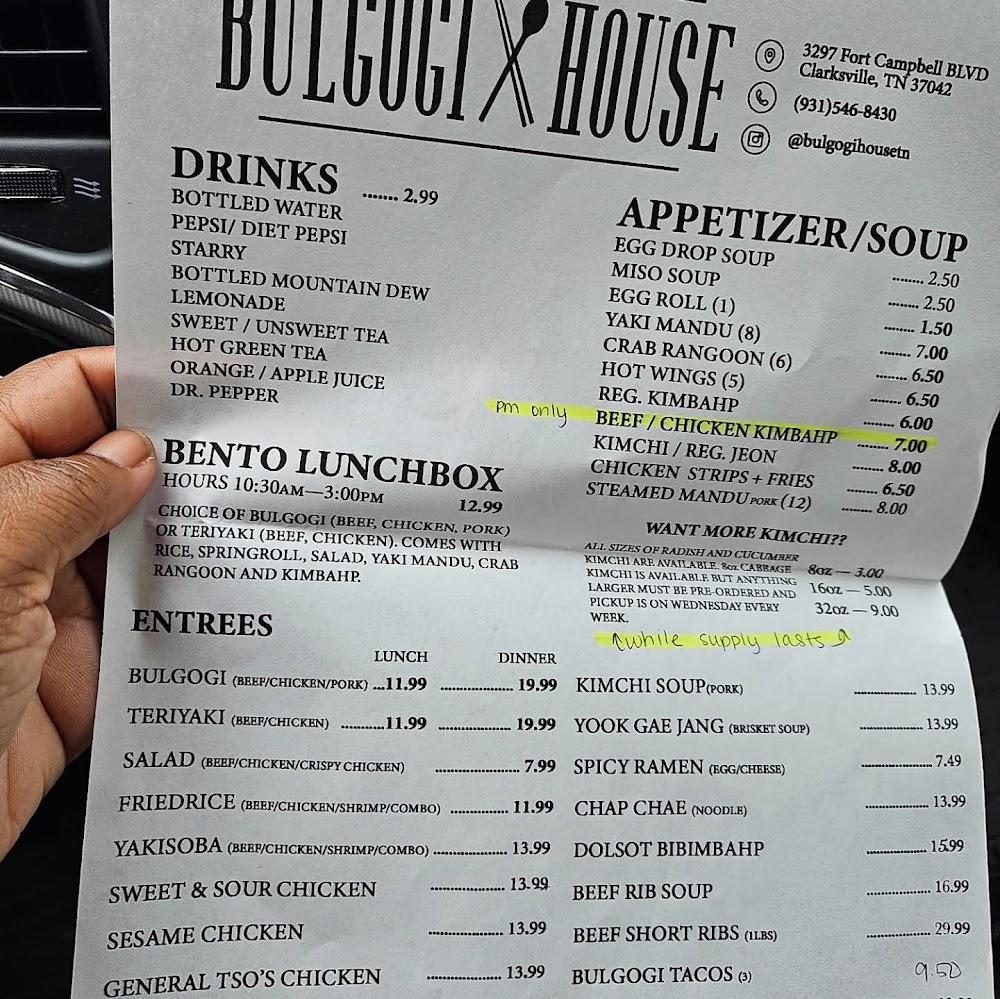 BULGOGI HOUSE
3297 Fort Campbell BLVD
Clarksville, TN 37042
(931)546-8430
@bulgogihousetn
DRINKS ....... 2.99
BOTTLED WATER
PEPSI/ DIET PEPSI
STARRY
BOTTLED MOUNTAIN DEW
LEMONADE
SWEET / UNSWEET TEA
HOT GREEN TEA
ORANGE / APPLE JUICE
DR. PEPPER
APPETIZER/SOUP
EGG DROP SOUP ........ 2.50
MISO SOUP ........ 2.50
EGG ROLL (1) ........ 1.50
YAKI MANDU (8) ........ 7.00
CRAB RANGOON (6) ........ 6.50
HOT WINGS (5) ........ 6.50
REG. KIMBAHP ........ 6.00
pm only BEEF / CHICKEN KIMBAHP ........ 7.00
KIMCHI / REG. JEON ........ 8.00
CHICKEN STRIPS + FRIES ........ 6.50
STEAMED MANDU PORK (12) ........ 8.00
BENTO LUNCHBOX
HOURS 10:30AM—3:00PM 12.99
CHOICE OF BULGOGI (BEEF, CHICKEN, PORK)
OR TERIYAKI (BEEF, CHICKEN). COMES WITH
RICE, SPRINGROLL, SALAD, YAKI MANDU, CRAB
RANGOON AND KIMBAHP.
WANT MORE KIMCHI??
ALL SIZES OF RADISH AND CUCUMBER
KIMCHI ARE AVAILABLE. 8oz CABBAGE
KIMCHI IS AVAILABLE BUT ANYTHING
LARGER MUST BE PRE-ORDERED AND
PICKUP IS ON WEDNESDAY EVERY
WEEK.
8oz — 3.00
16oz — 5.00
32oz — 9.00
while supply lasts
ENTREES
LUNCH DINNER
BULGOGI (BEEF/CHICKEN/PORK) ...11.99 .................... 19.99
TERIYAKI (BEEF/CHICKEN) ..........11.99 .................... 19.99
SALAD (BEEF/CHICKEN/CRISPY CHICKEN) ........................ 7.99
FRIEDRICE (BEEF/CHICKEN/SHRIMP/COMBO) ................ 11.99
YAKISOBA (BEEF/CHICKEN/SHRIMP/COMBO) .................... 13.99
SWEET & SOUR CHICKEN .................... 13.99
SESAME CHICKEN .................... 13.99
GENERAL TSO'S CHICKEN .................... 13.99
KIMCHI SOUP(PORK) .................... 13.99
YOOK GAE JANG (BRISKET SOUP) .................... 13.99
SPICY RAMEN (EGG/CHEESE) .................... 7.49
CHAP CHAE (NOODLE) .................... 13.99
DOLSOT BIBIMBAHP .................... 15.99
BEEF RIB SOUP .................... 16.99
BEEF SHORT RIBS (1LBS) .................... 29.99
BULGOGI TACOS (3) 9.50